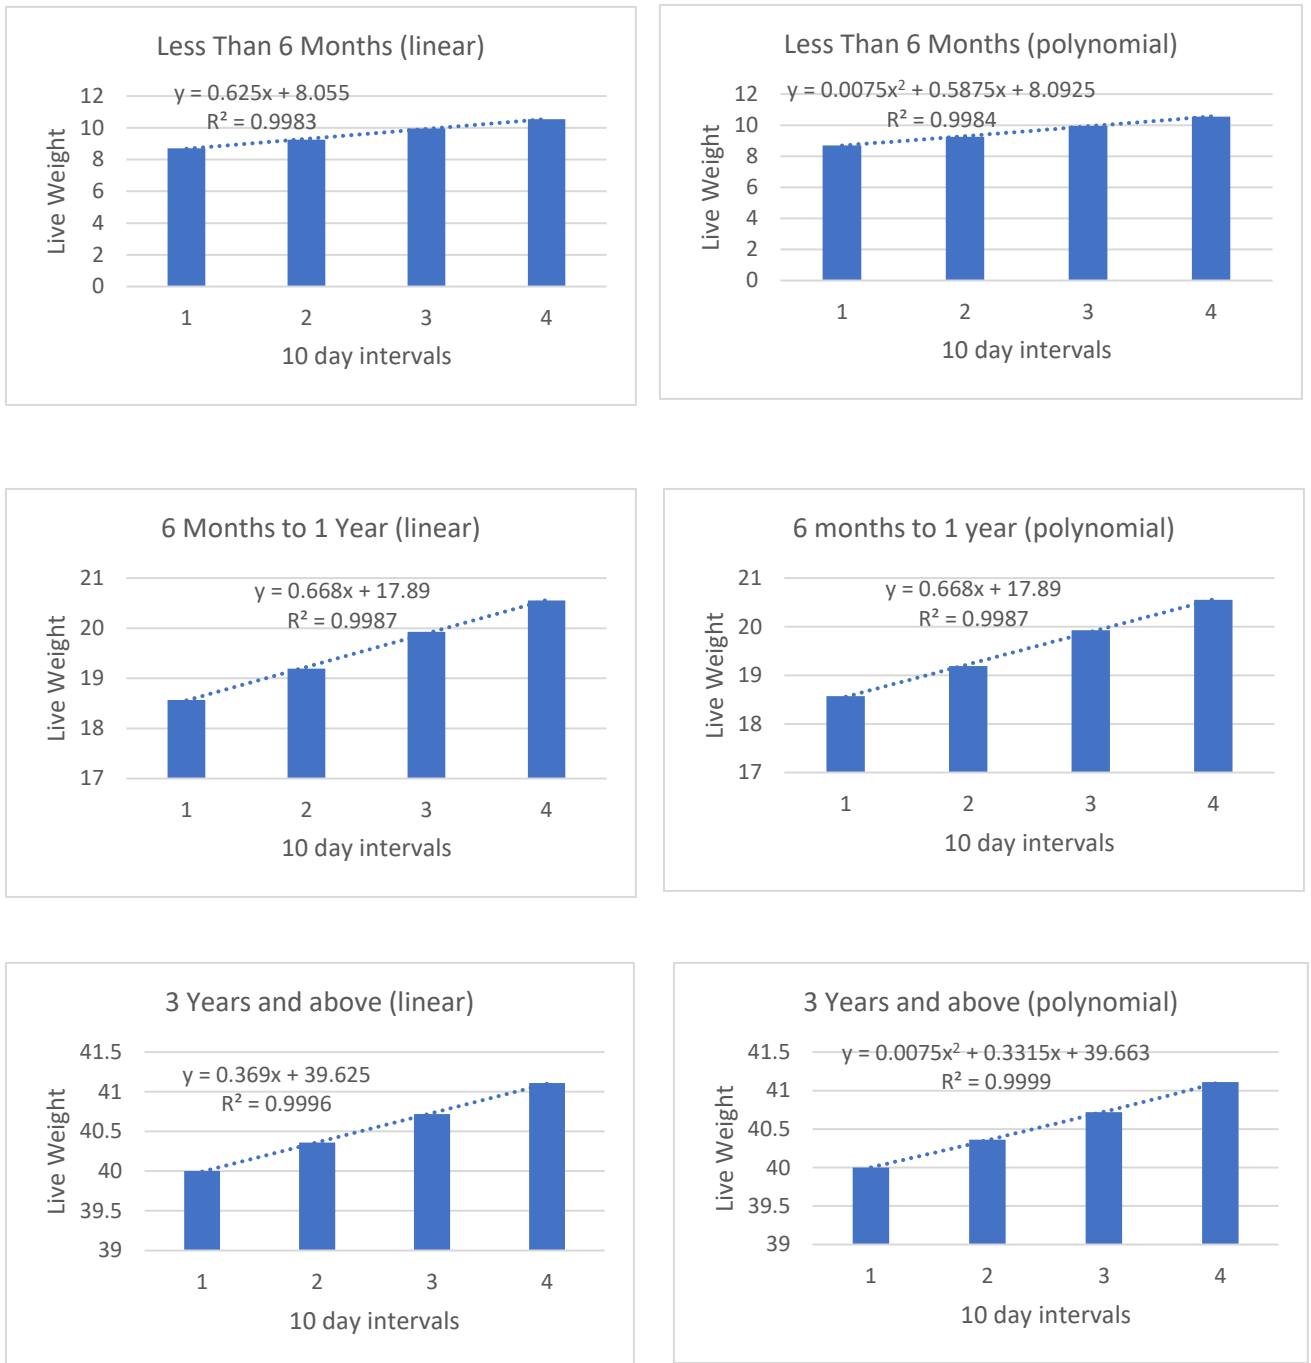 Less Than 6 Months (linear)
y = 0.625x + 8.055
R² = 0.9983
12
10
8
6
4
2
0
Live Weight
1 2 3 4
10 day intervals
Less Than 6 Months (polynomial)
y = 0.0075x² + 0.5875x + 8.0925
R² = 0.9984
12
10
8
6
4
2
0
Live Weight
1 2 3 4
10 day intervals
6 Months to 1 Year (linear)
y = 0.668x + 17.89
R² = 0.9987
21
20
19
18
17
Live Weight
1 2 3 4
10 day intervals
6 months to 1 year (polynomial)
y = 0.668x + 17.89
R² = 0.9987
21
20
19
18
17
Live Weight
1 2 3 4
10 day intervals
3 Years and above (linear)
y = 0.369x + 39.625
R² = 0.9996
41.5
41
40.5
40
39.5
39
Live Weight
1 2 3 4
10 day intervals
3 Years and above (polynomial)
y = 0.0075x² + 0.3315x + 39.663
R² = 0.9999
41.5
41
40.5
40
39.5
39
Live Weight
1 2 3 4
10 day intervals